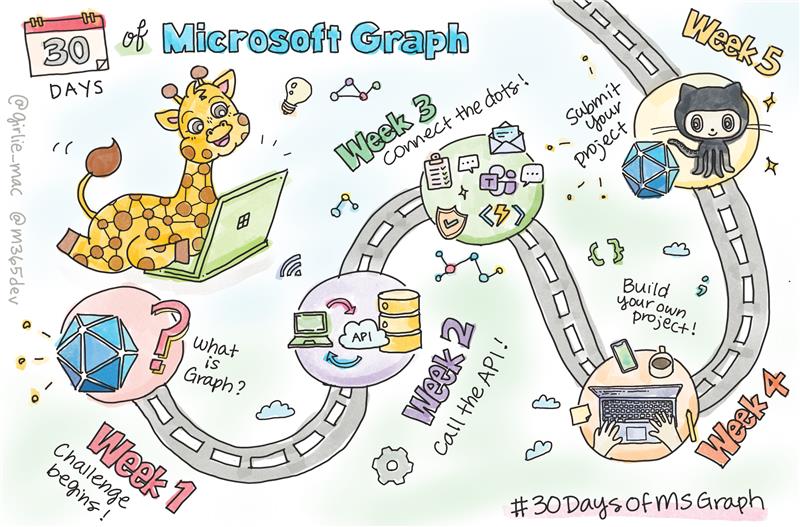 30
DAYS
of Microsoft Graph
@girlie_mac @m365dev
Week 1
Challenge
begins!
What
is
Graph?
?
Week 2
Call the API!
API
Week 3
Connect the dots!
T
Week 4
Build
your own
project!
{ }
;
Week 5
Submit
your
project
#30DaysofMSGraph